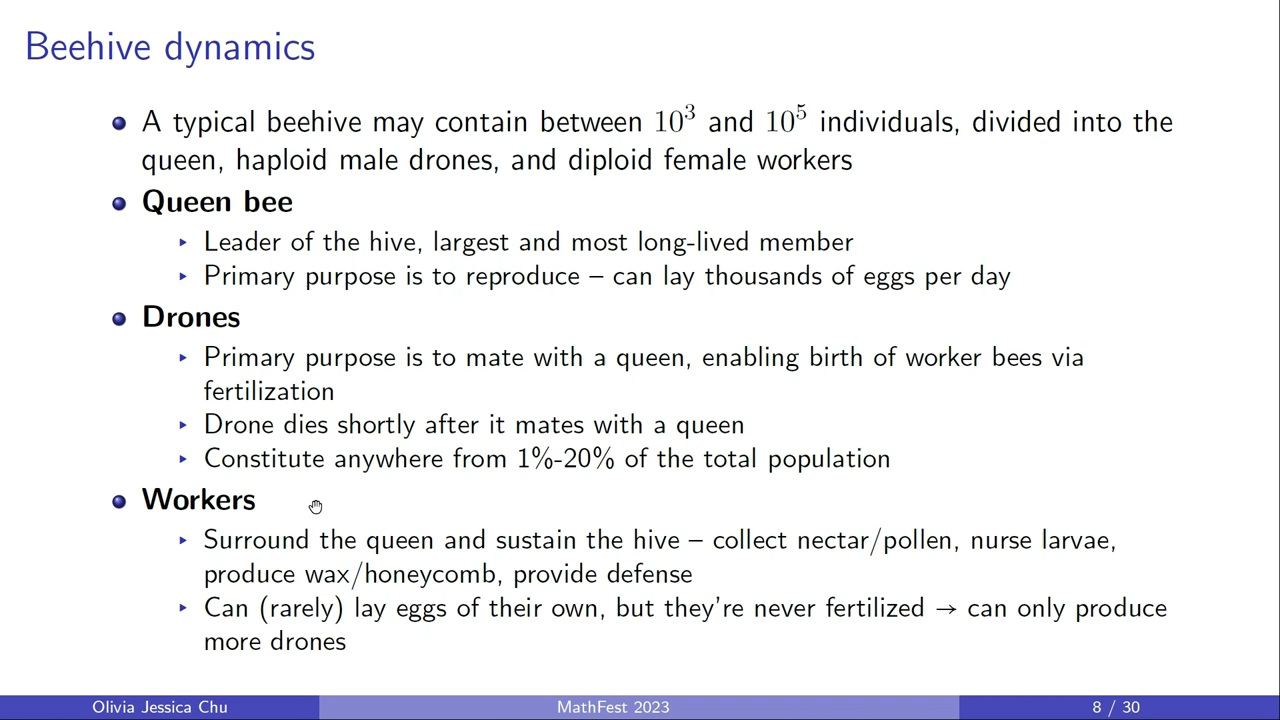 Beehive dynamics
A typical beehive may contain between 10³ and 10⁵ individuals, divided into the
queen, haploid male drones, and diploid female workers
Queen bee
Leader of the hive, largest and most long-lived member
Primary purpose is to reproduce – can lay thousands of eggs per day
Drones
Primary purpose is to mate with a queen, enabling birth of worker bees via
fertilization
Drone dies shortly after it mates with a queen
Constitute anywhere from 1%-20% of the total population
Workers
Surround the queen and sustain the hive – collect nectar/pollen, nurse larvae,
produce wax/honeycomb, provide defense
Can (rarely) lay eggs of their own, but they're never fertilized → can only produce
more drones
Olivia Jessica Chu MathFest 2023 8 / 30